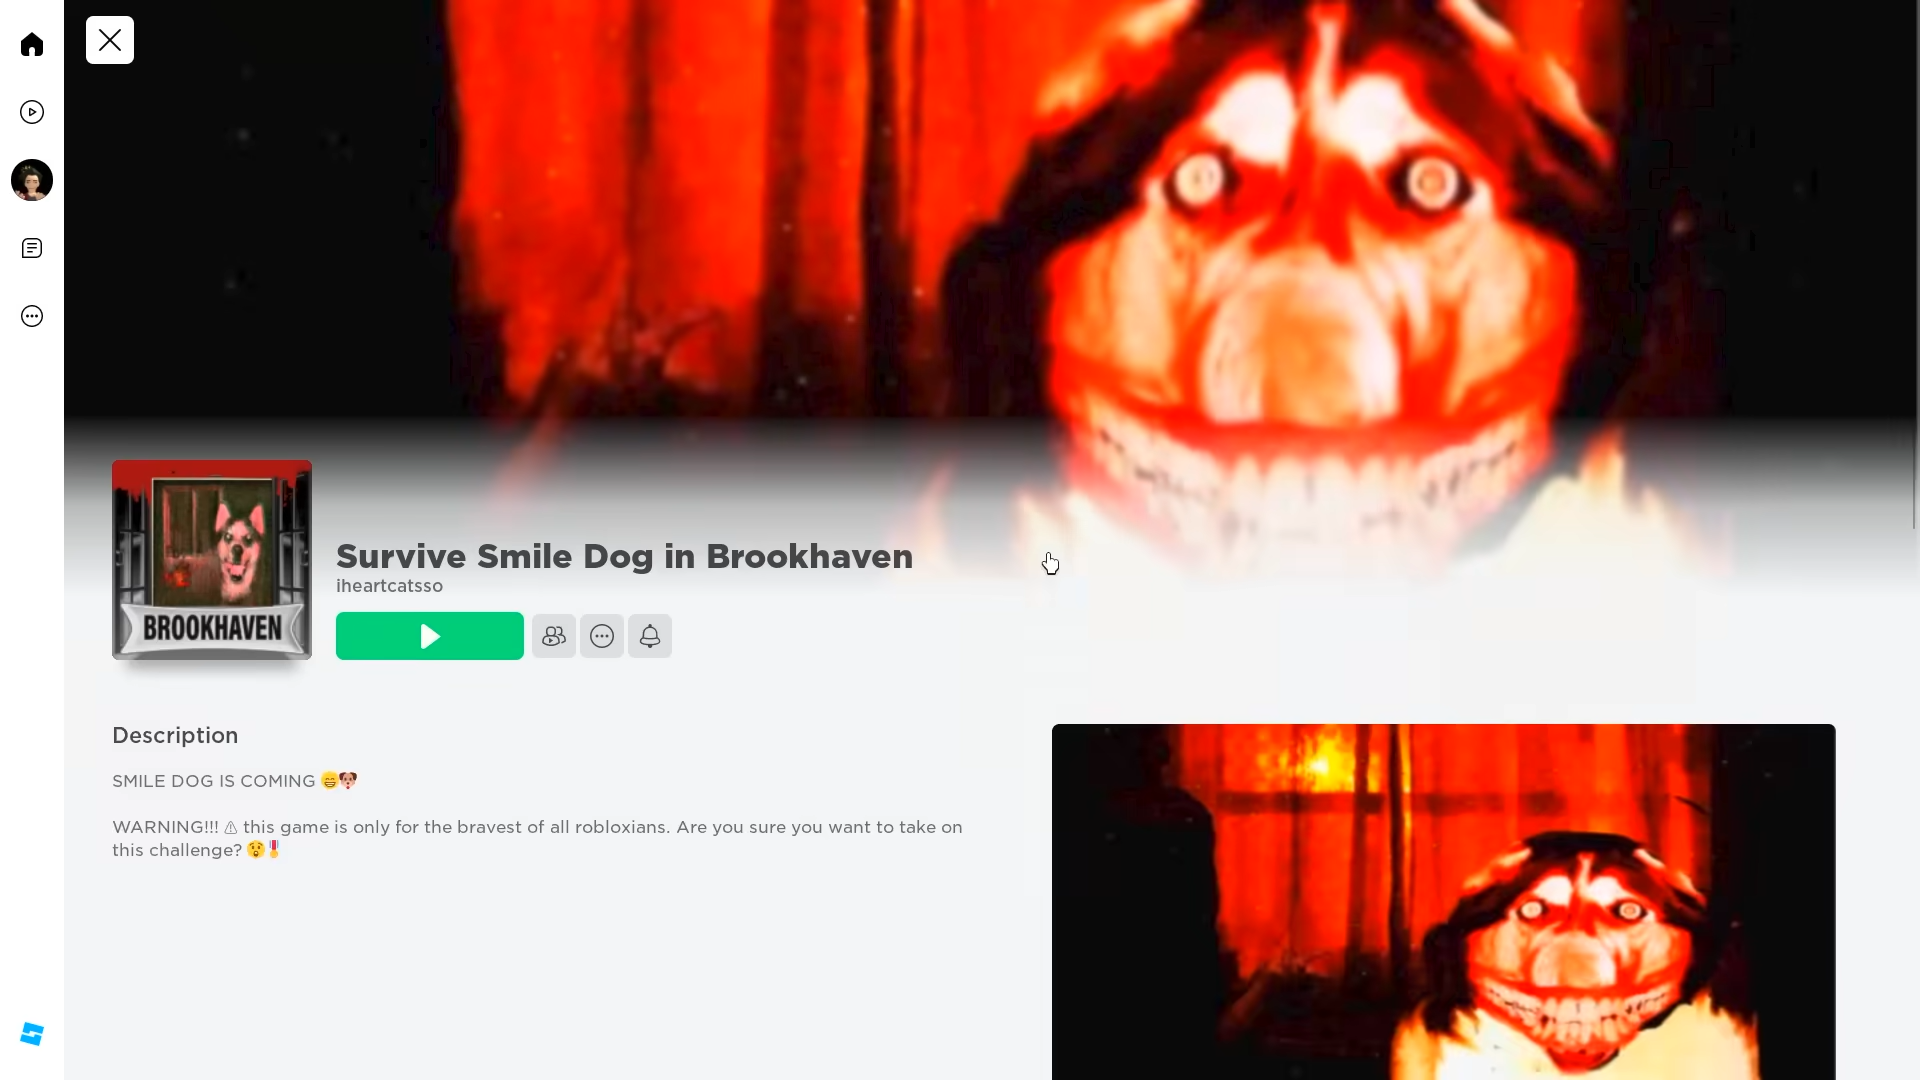 Survive Smile Dog in Brookhaven
iheartcatsso
BROOKHAVEN
Description
SMILE DOG IS COMING 😄🐶
WARNING!!! ⚠ this game is only for the bravest of all robloxians. Are you sure you want to take on
this challenge? 😲🎖